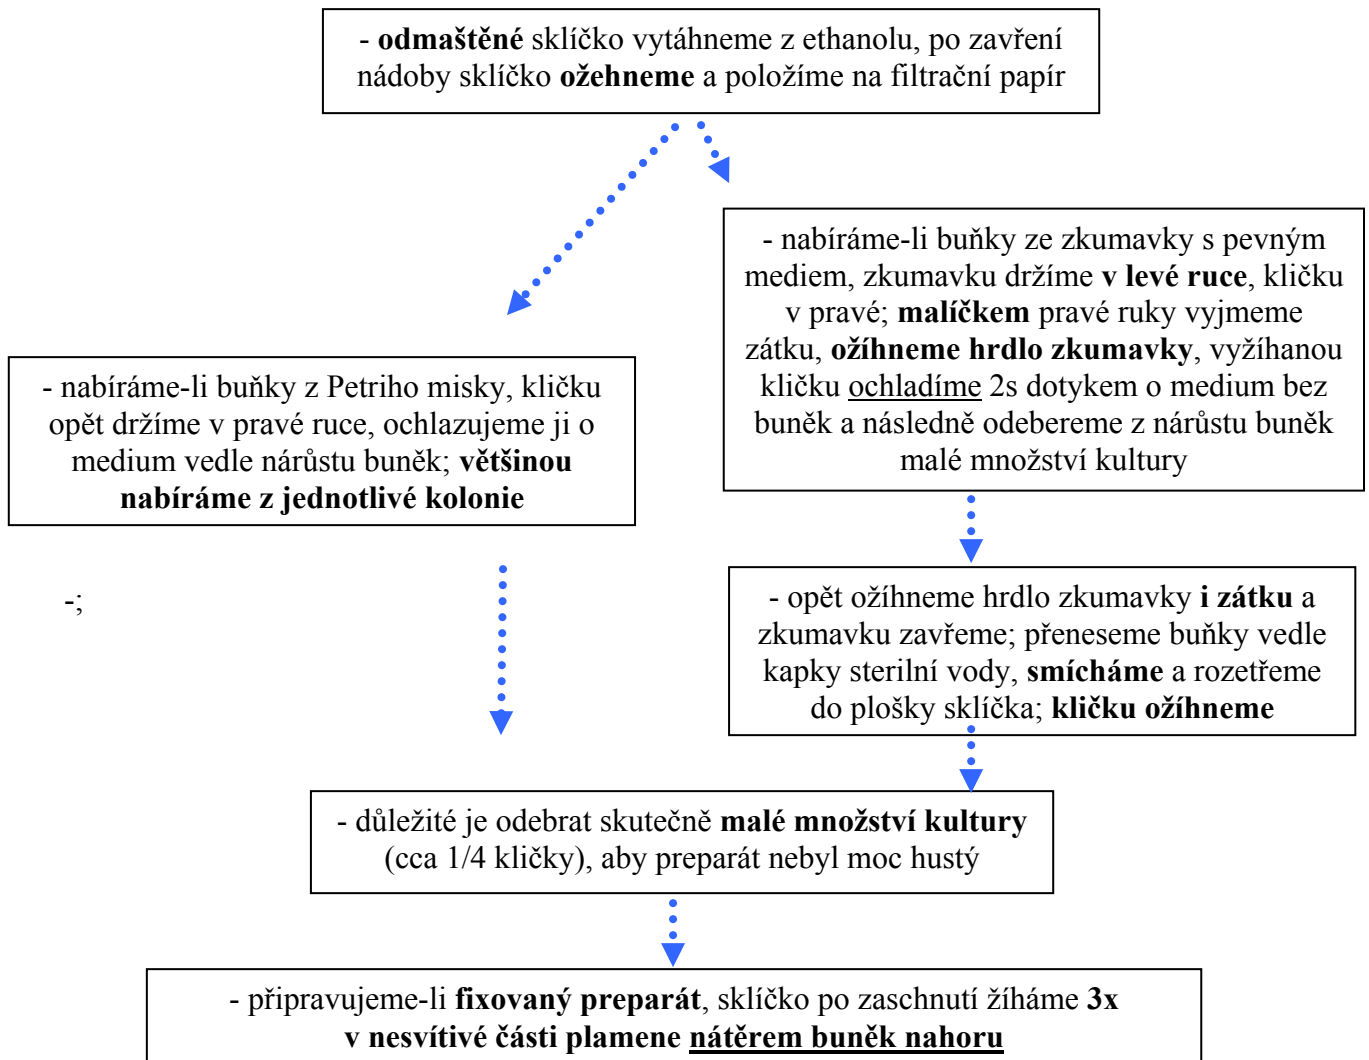 - odmaštěné sklíčko vytáhneme z ethanolu, po zavření
nádoby sklíčko ožehneme a položíme na filtrační papír
- nabíráme-li buňky ze zkumavky s pevným
mediem, zkumavku držíme v levé ruce, kličku
v pravé; malíčkem pravé ruky vyjmeme
zátku, ožíhneme hrdlo zkumavky, vyžíhanou
kličku ochladíme 2s dotykem o medium bez
buněk a následně odebereme z nárůstu buněk
malé množství kultury
- nabíráme-li buňky z Petriho misky, kličku
opět držíme v pravé ruce, ochlazujeme ji o
medium vedle nárůstu buněk; většinou
nabíráme z jednotlivé kolonie
-;
- opět ožíhneme hrdlo zkumavky i zátku a
zkumavku zavřeme; přeneseme buňky vedle
kapky sterilní vody, smícháme a rozetřeme
do plošky sklíčka; kličku ožíhneme
- důležité je odebrat skutečně malé množství kultury
(cca 1/4 kličky), aby preparát nebyl moc hustý
- připravujeme-li fixovaný preparát, sklíčko po zaschnutí žíháme 3x
v nesvítivé části plamene nátěrem buněk nahoru